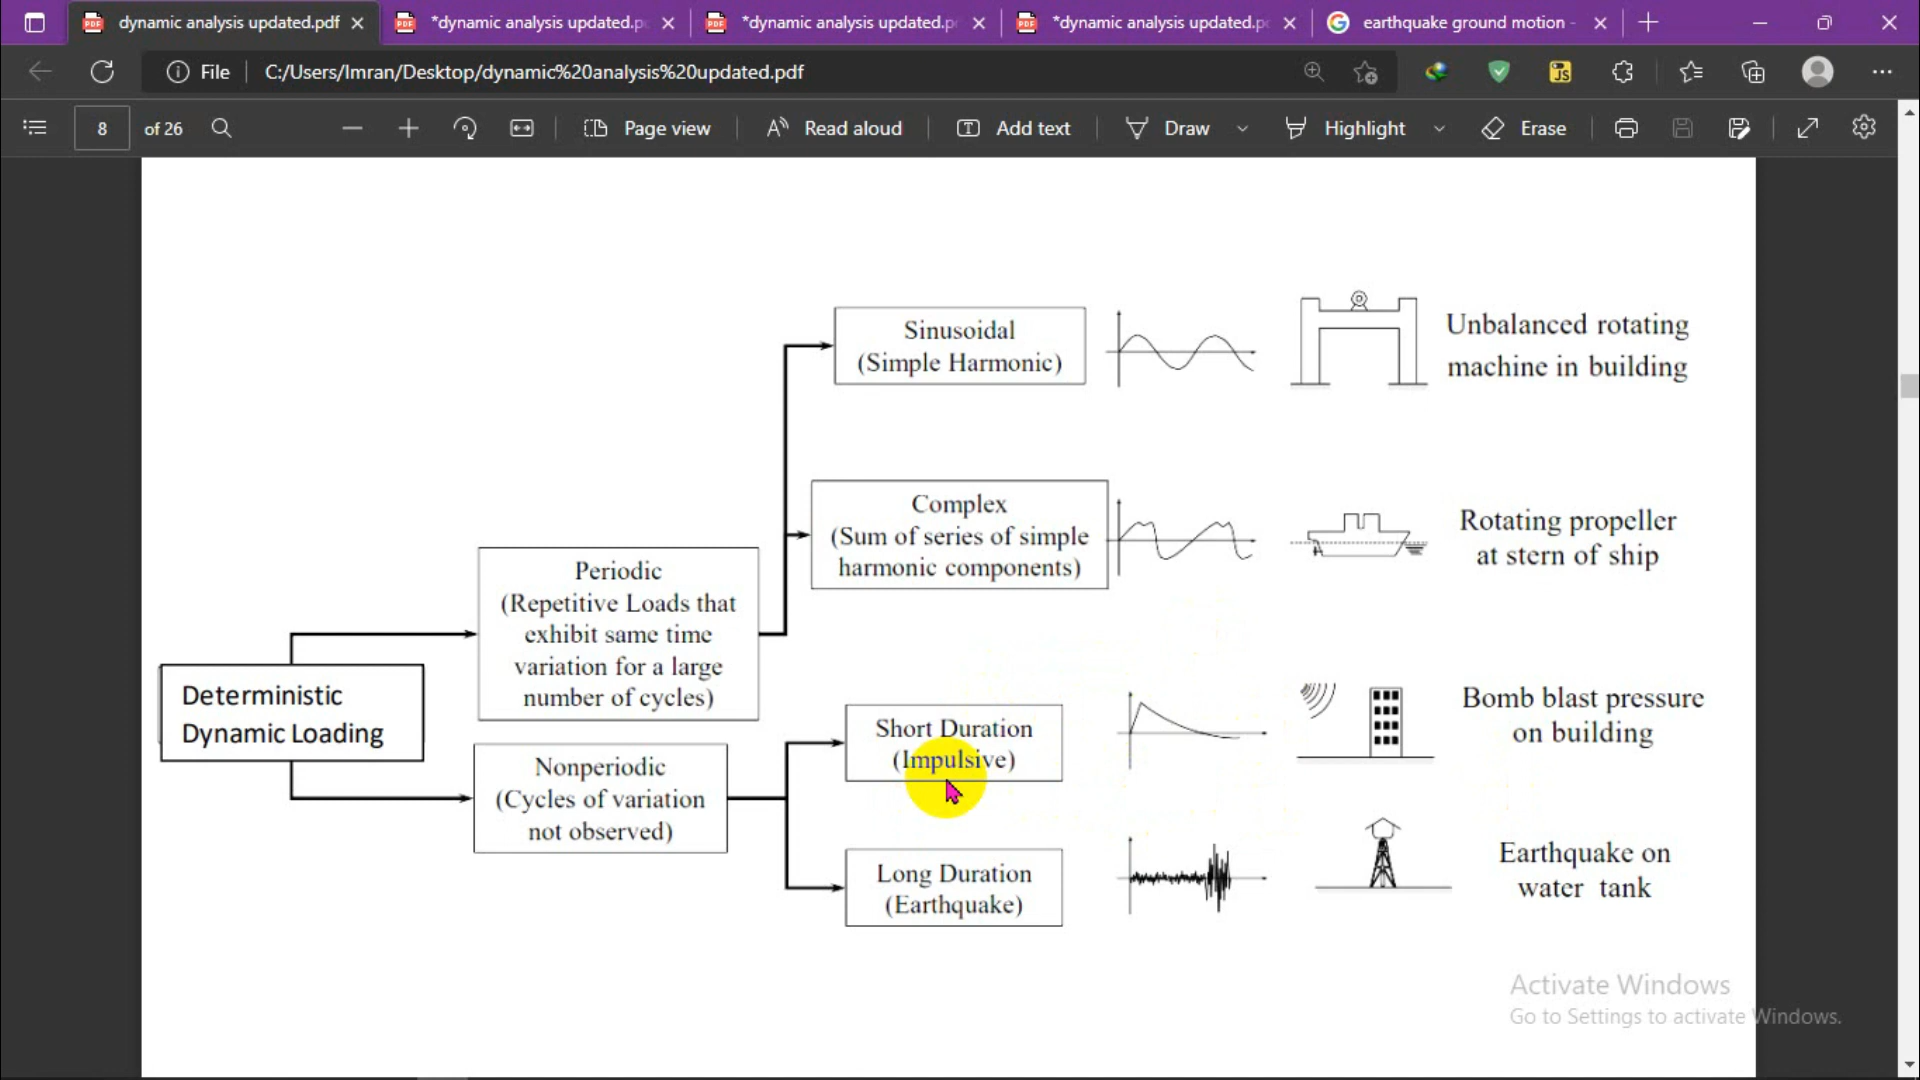 dynamic analysis updated.pdf
*dynamic analysis updated.p
*dynamic analysis updated.p
*dynamic analysis updated.p
earthquake ground motion -
File
C:/Users/Imran/Desktop/dynamic%20analysis%20updated.pdf
JS
8
of 26
Page view
Read aloud
Add text
Draw
Highlight
Erase
Sinusoidal
(Simple Harmonic)
Unbalanced rotating
machine in building
Complex
(Sum of series of simple
harmonic components)
Rotating propeller
at stern of ship
Periodic
(Repetitive Loads that
exhibit same time
variation for a large
number of cycles)
Deterministic
Dynamic Loading
Short Duration
(Impulsive)
Bomb blast pressure
on building
Nonperiodic
(Cycles of variation
not observed)
Long Duration
(Earthquake)
Earthquake on
water tank
Activate Windows
Go to Settings to activate Windows.